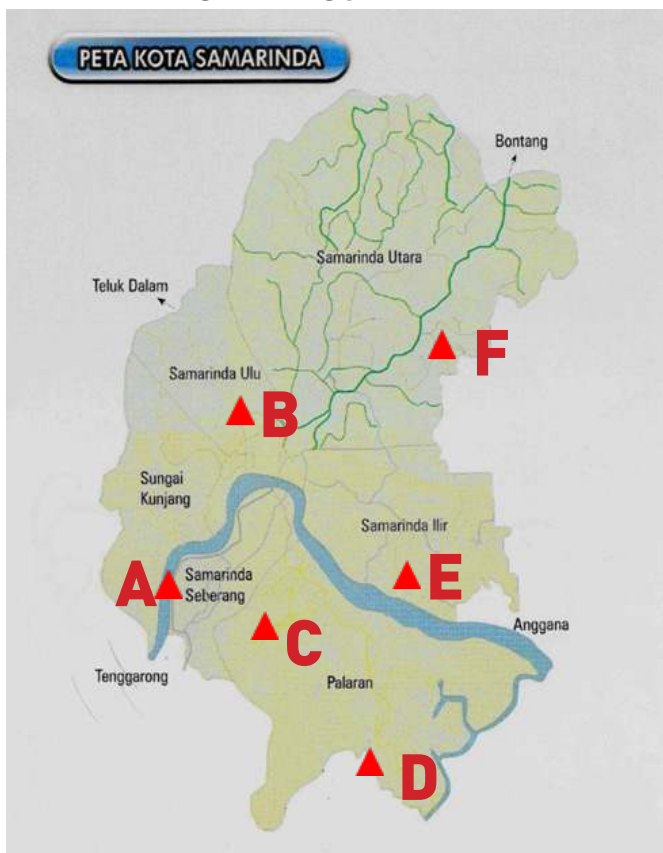 PETA KOTA SAMARINDA
Bontang
Samarinda Utara
Teluk Dalam
F
Samarinda Ulu
B
Sungai
Kunjang
Samarinda Ilir
A
Samarinda
Seberang
E
Anggana
C
Tenggarong
Palaran
D